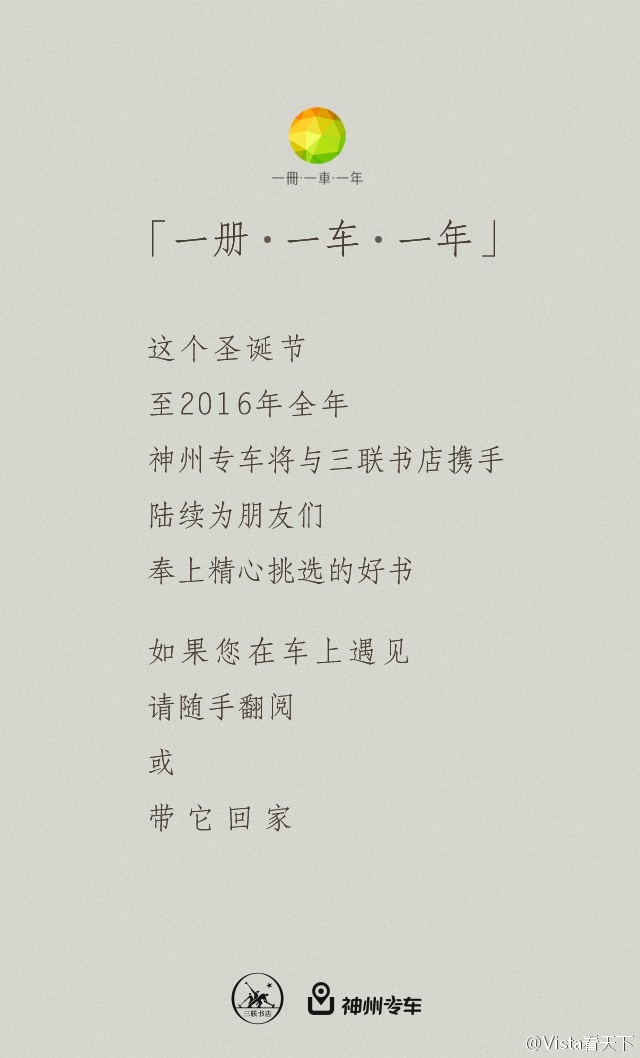 一冊·一車·一年
「一册·一车·一年」
这个圣诞节
至2016年全年
神州专车将与三联书店携手
陆续为朋友们
奉上精心挑选的好书
如果您在车上遇见
请随手翻阅
或
带它回家
三联书店
神州专车
@Vista看天下